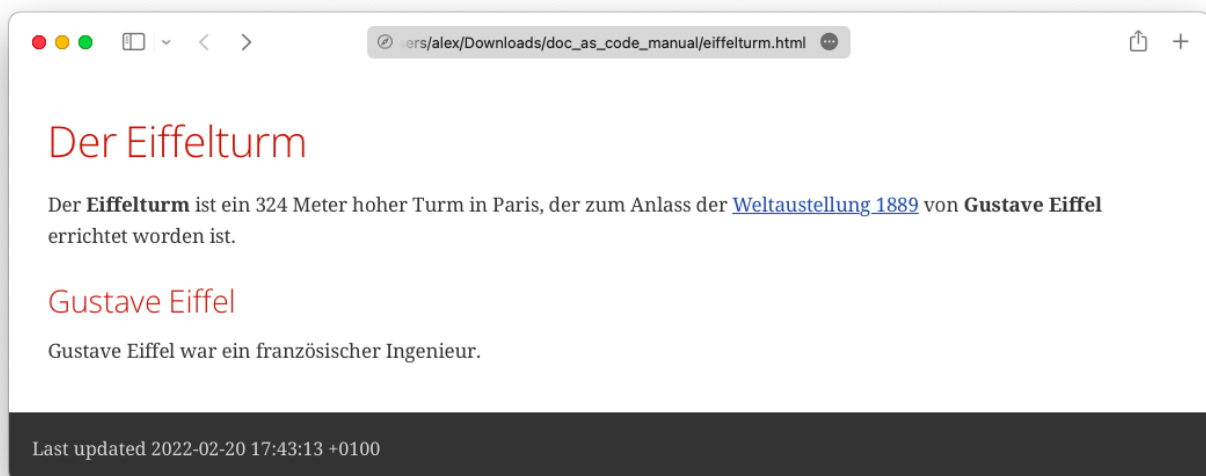 ers/alex/Downloads/doc_as_code_manual/eiffelturm.html
Der Eiffelturm
Der Eiffelturm ist ein 324 Meter hoher Turm in Paris, der zum Anlass der Weltaustellung 1889 von Gustave Eiffel
errichtet worden ist.
Gustave Eiffel
Gustave Eiffel war ein französischer Ingenieur.
Last updated 2022-02-20 17:43:13 +0100